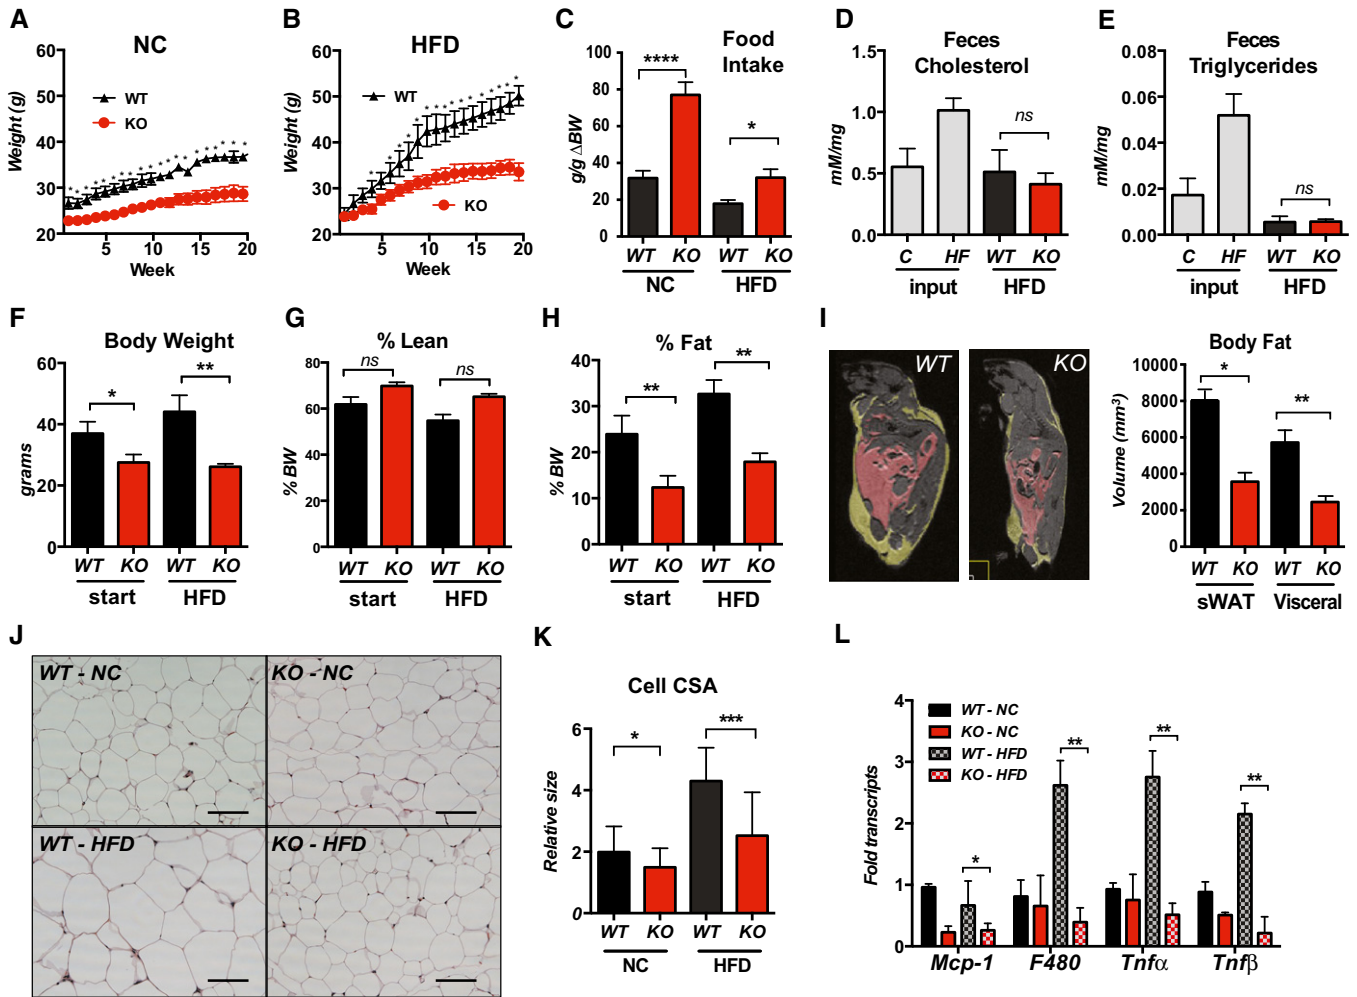 A
NC
Weight (g)
60
50
40
30
20
WT
KO
5
10
15
20
Week
B
HFD
Weight (g)
60
50
40
30
20
WT
KO
5
10
15
20
Week
C
Food
Intake
g/g ΔBW
100
80
60
40
20
0
****
*
WT KO WT KO
NC HFD
D
Feces
Cholesterol
mM/mg
1.5
1.0
0.5
0.0
ns
C HF WT KO
input HFD
E
Feces
Triglycerides
mM/mg
0.08
0.06
0.04
0.02
0.00
ns
C HF WT KO
input HFD
F
Body Weight
grams
60
40
20
0
*
**
WT KO WT KO
start HFD
G
% Lean
% BW
80
60
40
20
0
ns
ns
WT KO WT KO
start HFD
H
% Fat
% BW
40
30
20
10
0
**
**
WT KO WT KO
start HFD
I
WT
KO
Body Fat
Volume (mm³)
10000
8000
6000
4000
2000
0
*
**
WT KO WT KO
sWAT Visceral
J
WT - NC
KO - NC
WT - HFD
KO - HFD
K
Cell CSA
Relative size
6
4
2
0
*
***
WT KO WT KO
NC HFD
L
Fold transcripts
4
3
2
1
0
WT - NC
KO - NC
WT - HFD
KO - HFD
*
**
**
**
Mcp-1 F480 Tnfα Tnfβ